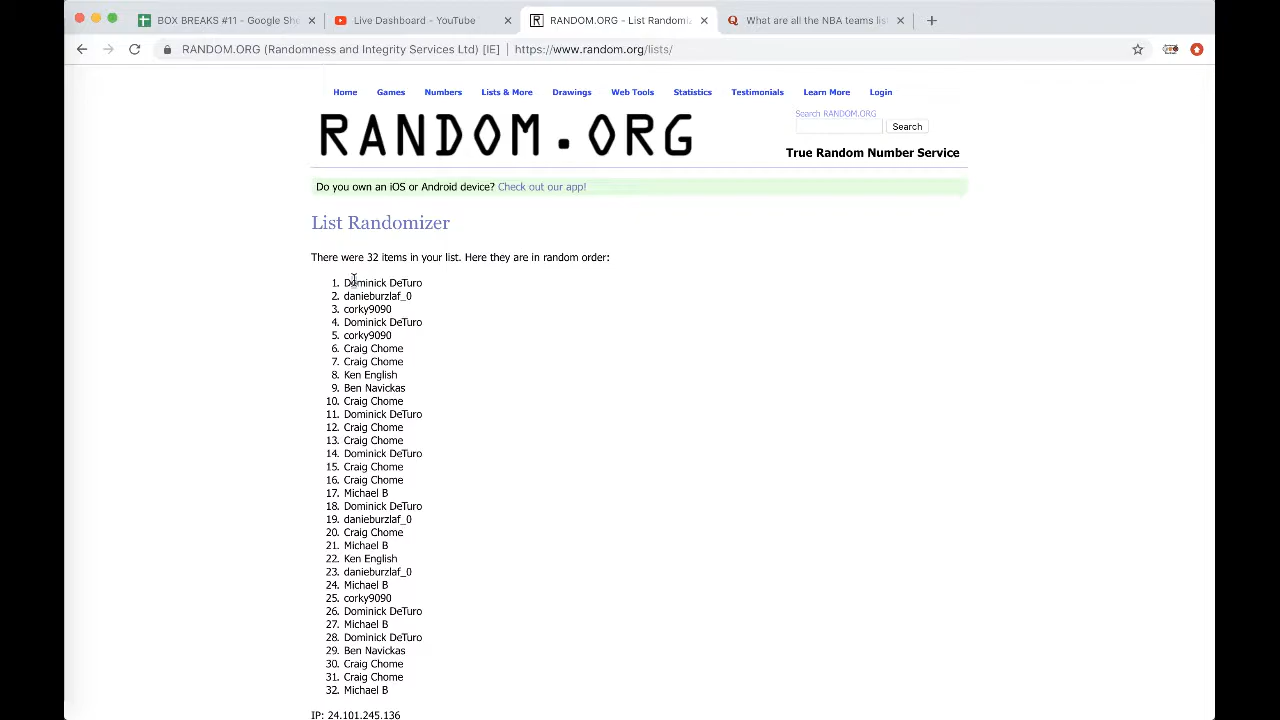 BOX BREAKS #11 - Google She
Live Dashboard - YouTube
RANDOM.ORG - List Randomiz
What are all the NBA teams lis
RANDOM.ORG (Randomness and Integrity Services Ltd) [IE] | https://www.random.org/lists/
Home Games Numbers Lists & More Drawings Web Tools Statistics Testimonials Learn More Login
RANDOM.ORG
Search RANDOM.ORG
Search
True Random Number Service
Do you own an iOS or Android device? Check out our app!
List Randomizer
There were 32 items in your list. Here they are in random order:
1. Dominick DeTuro
2. danieburzlaf_0
3. corky9090
4. Dominick DeTuro
5. corky9090
6. Craig Chome
7. Craig Chome
8. Ken English
9. Ben Navickas
10. Craig Chome
11. Dominick DeTuro
12. Craig Chome
13. Craig Chome
14. Dominick DeTuro
15. Craig Chome
16. Craig Chome
17. Michael B
18. Dominick DeTuro
19. danieburzlaf_0
20. Craig Chome
21. Michael B
22. Ken English
23. danieburzlaf_0
24. Michael B
25. corky9090
26. Dominick DeTuro
27. Michael B
28. Dominick DeTuro
29. Ben Navickas
30. Craig Chome
31. Craig Chome
32. Michael B
IP: 24.101.245.136